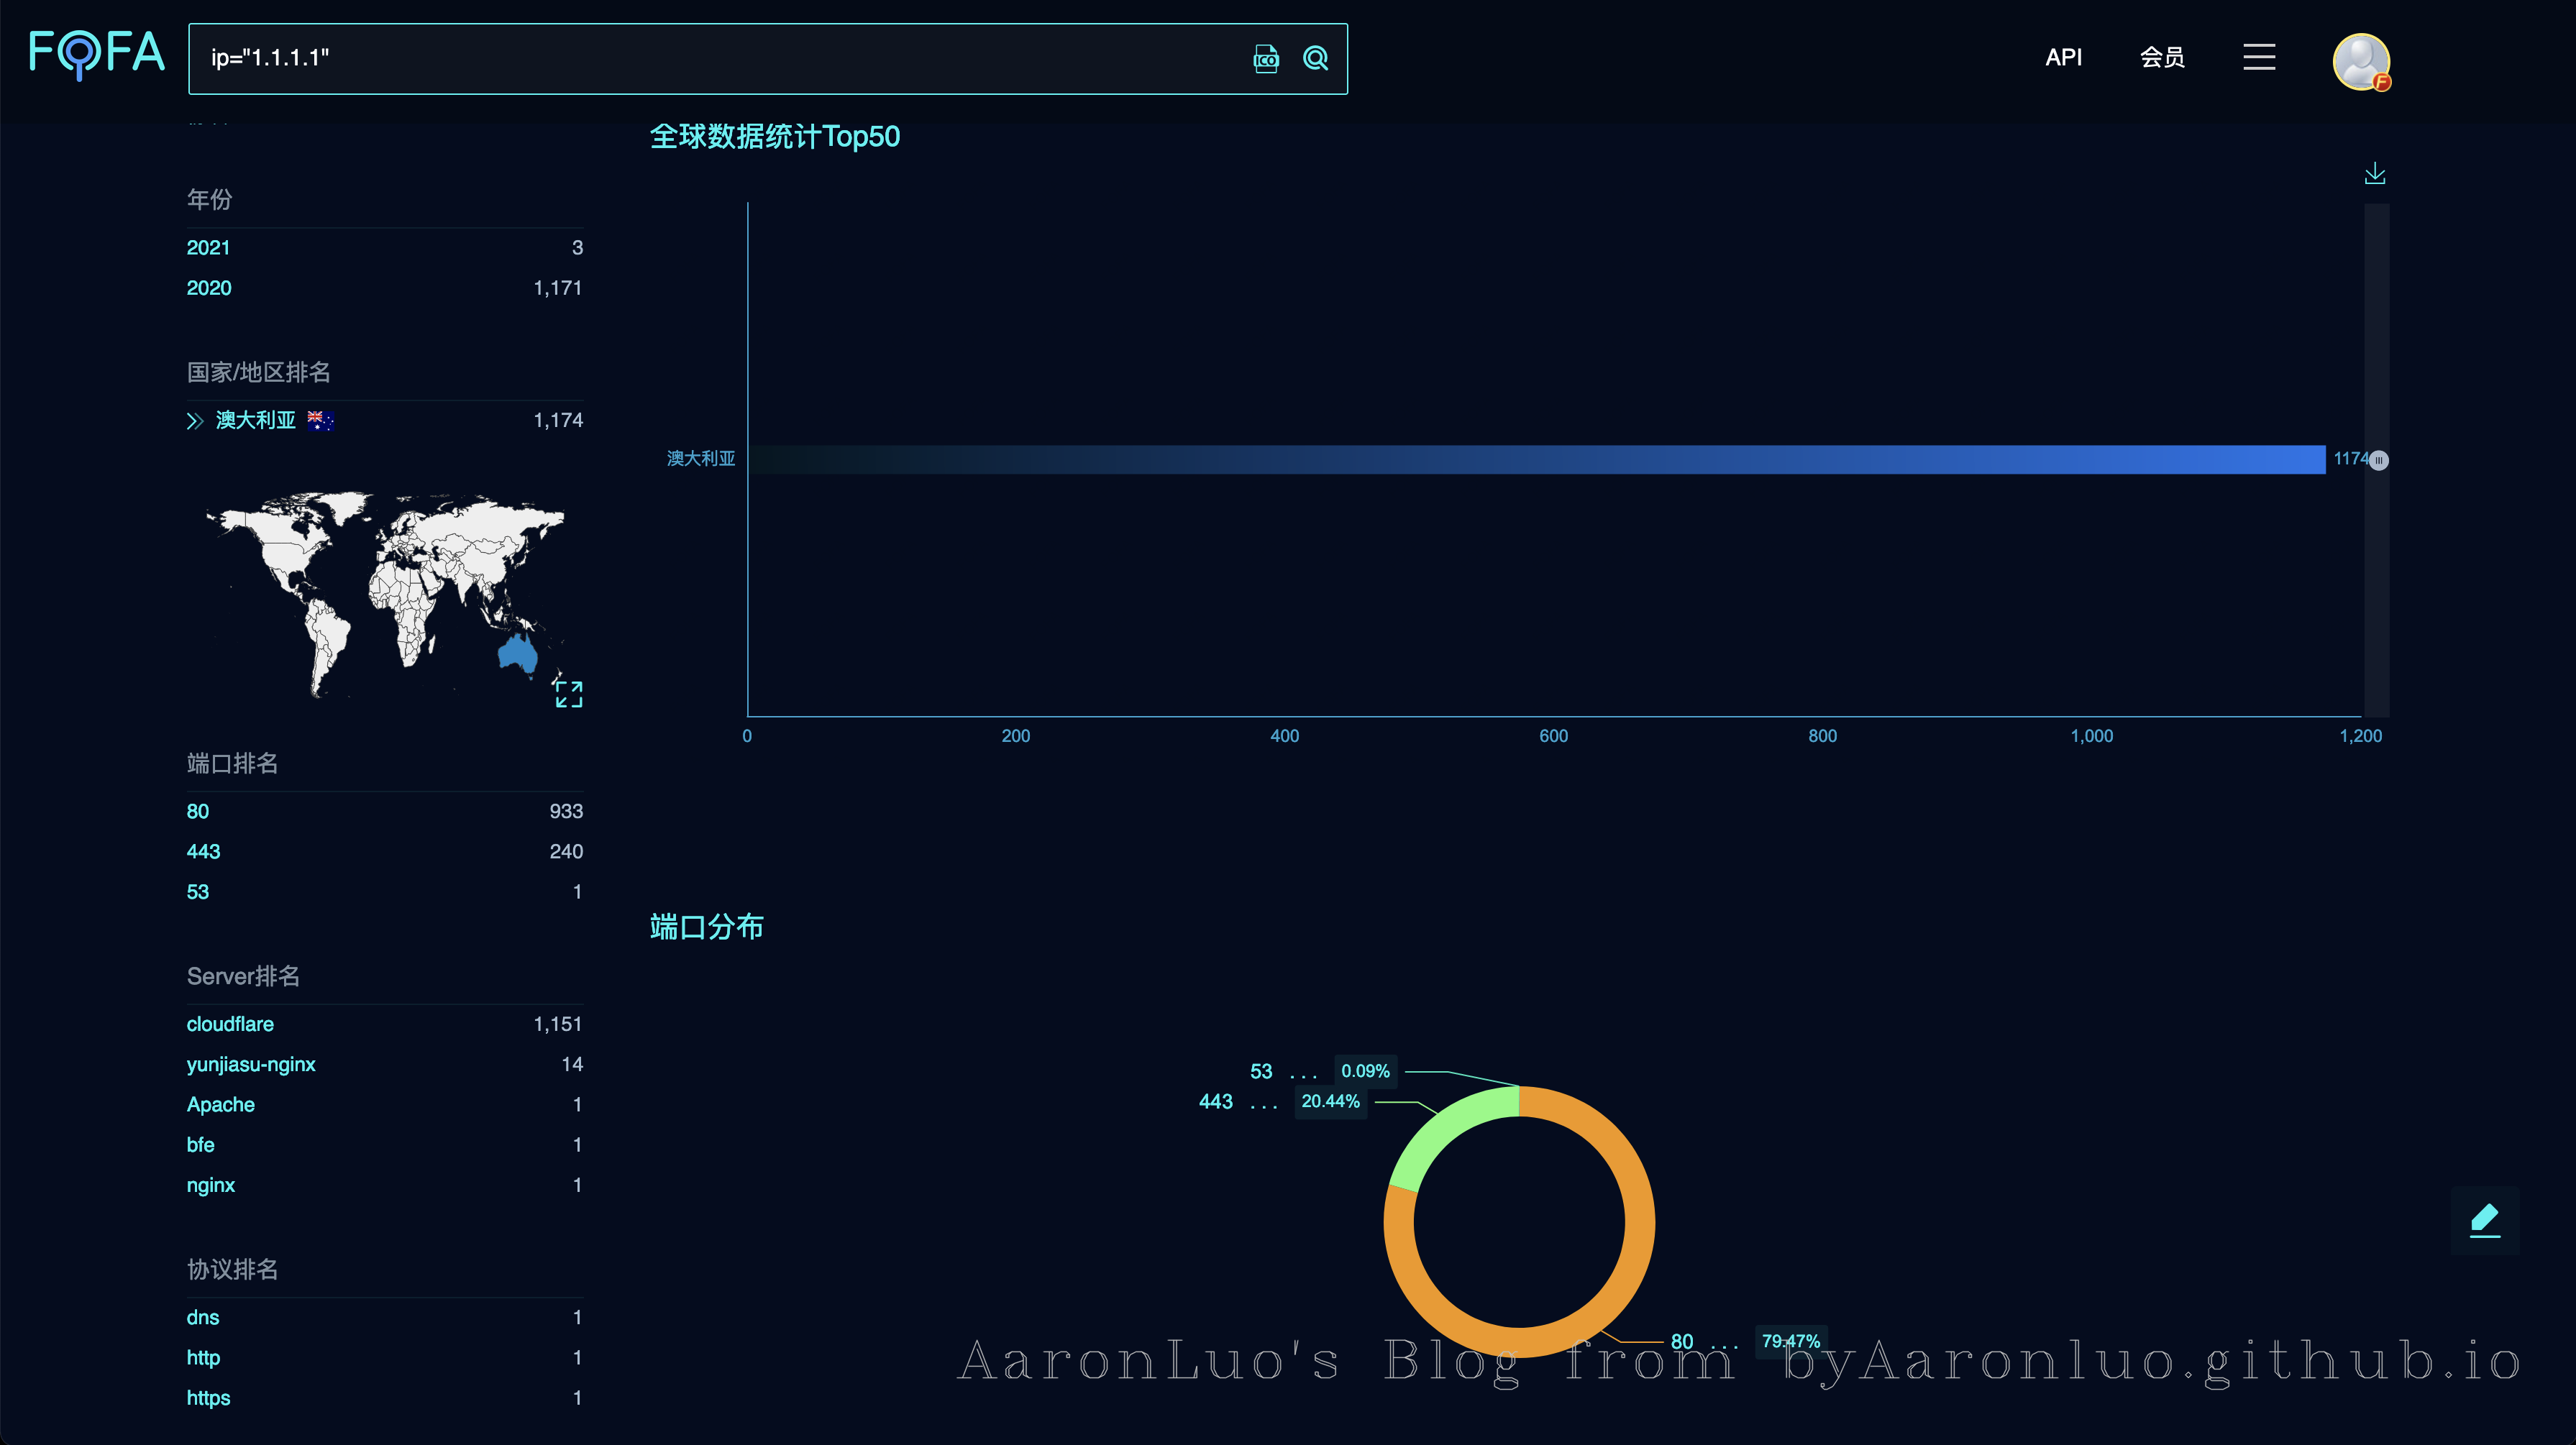 FOFA
ip="1.1.1.1"
ICO
API
会员
F
全球数据统计Top50
年份
2021 3
2020 1,171
国家/地区排名
澳大利亚 1,174
澳大利亚 1174
0 200 400 600 800 1,000 1,200
端口排名
80 933
443 240
53 1
端口分布
Server排名
cloudflare 1,151
yunjiasu-nginx 14
Apache 1
bfe 1
nginx 1
53 ... 0.09%
443 ... 20.44%
80 ... 79.47%
协议排名
dns 1
http 1
https 1
AaronLuo's Blog from byAaronluo.github.io